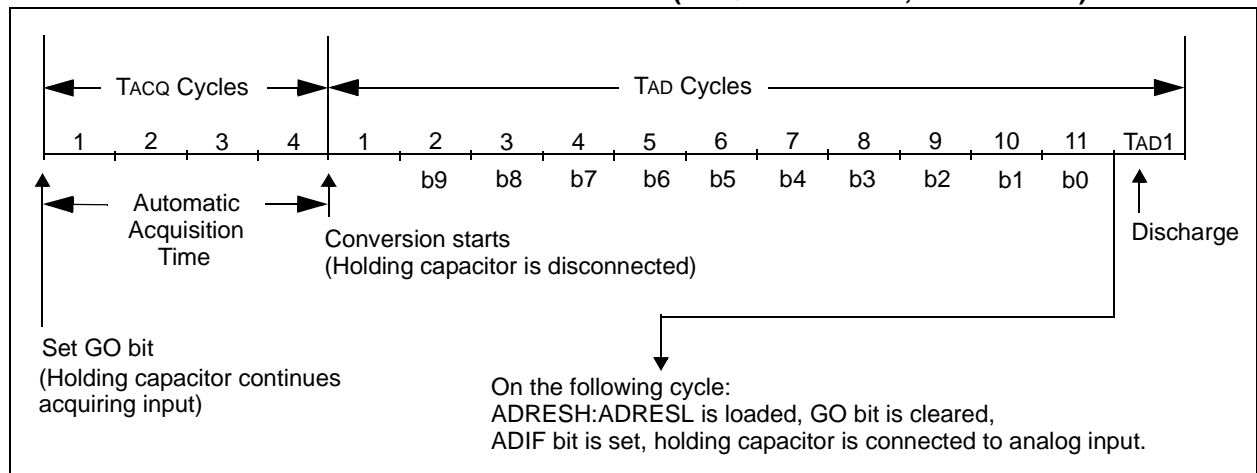 TACQ Cycles
TAD Cycles
1 2 3 4 1 2 3 4 5 6 7 8 9 10 11 TAD1
b9 b8 b7 b6 b5 b4 b3 b2 b1 b0
Automatic
Acquisition
Time
Conversion starts
(Holding capacitor is disconnected)
Discharge
Set GO bit
(Holding capacitor continues
acquiring input)
On the following cycle:
ADRESH:ADRESL is loaded, GO bit is cleared,
ADIF bit is set, holding capacitor is connected to analog input.